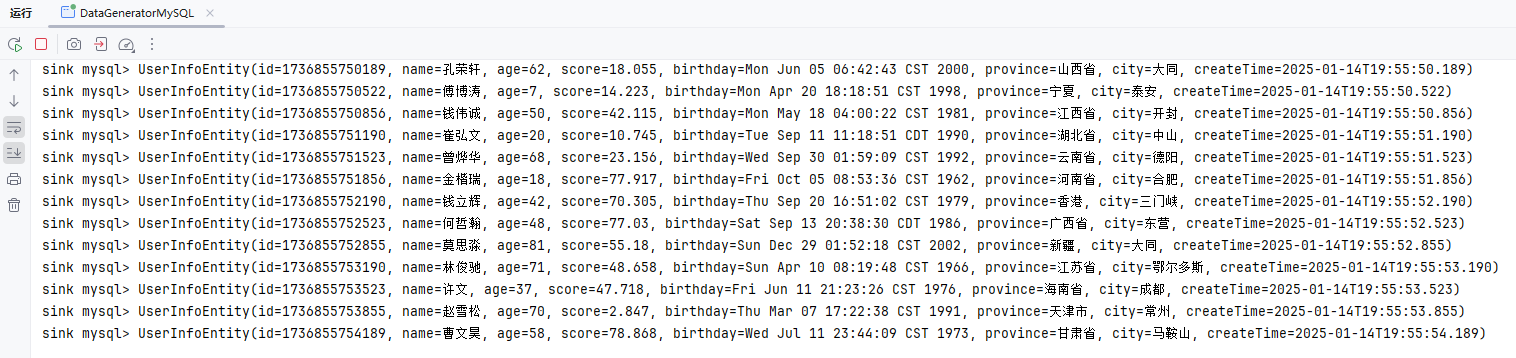 运行 DataGeneratorMySQL
sink mysql> UserInfoEntity(id=1736855750189, name=孔荣轩, age=62, score=18.055, birthday=Mon Jun 05 06:42:43 CST 2000, province=山西省, city=大同, createTime=2025-01-14T19:55:50.189)
sink mysql> UserInfoEntity(id=1736855750522, name=傅博涛, age=7, score=14.223, birthday=Mon Apr 20 18:18:51 CST 1998, province=宁夏, city=泰安, createTime=2025-01-14T19:55:50.522)
sink mysql> UserInfoEntity(id=1736855750856, name=钱伟诚, age=50, score=42.115, birthday=Mon May 18 04:00:22 CST 1981, province=江西省, city=开封, createTime=2025-01-14T19:55:50.856)
sink mysql> UserInfoEntity(id=1736855751190, name=崔弘文, age=20, score=10.745, birthday=Tue Sep 11 11:18:51 CDT 1990, province=湖北省, city=中山, createTime=2025-01-14T19:55:51.190)
sink mysql> UserInfoEntity(id=1736855751523, name=曾烨华, age=68, score=23.156, birthday=Wed Sep 30 01:59:09 CST 1992, province=云南省, city=德阳, createTime=2025-01-14T19:55:51.523)
sink mysql> UserInfoEntity(id=1736855751856, name=金楷瑞, age=18, score=77.917, birthday=Fri Oct 05 08:53:36 CST 1962, province=河南省, city=合肥, createTime=2025-01-14T19:55:51.856)
sink mysql> UserInfoEntity(id=1736855752190, name=钱立辉, age=42, score=70.305, birthday=Thu Sep 20 16:51:02 CST 1979, province=香港, city=三门峡, createTime=2025-01-14T19:55:52.190)
sink mysql> UserInfoEntity(id=1736855752523, name=何哲瀚, age=48, score=77.03, birthday=Sat Sep 13 20:38:30 CDT 1986, province=广西省, city=东营, createTime=2025-01-14T19:55:52.523)
sink mysql> UserInfoEntity(id=1736855752855, name=莫思淼, age=81, score=55.18, birthday=Sun Dec 29 01:52:18 CST 2002, province=新疆, city=大同, createTime=2025-01-14T19:55:52.855)
sink mysql> UserInfoEntity(id=1736855753190, name=林俊驰, age=71, score=48.658, birthday=Sun Apr 10 08:19:48 CST 1966, province=江苏省, city=鄂尔多斯, createTime=2025-01-14T19:55:53.190)
sink mysql> UserInfoEntity(id=1736855753523, name=许文, age=37, score=47.718, birthday=Fri Jun 11 21:23:26 CST 1976, province=海南省, city=成都, createTime=2025-01-14T19:55:53.523)
sink mysql> UserInfoEntity(id=1736855753855, name=赵雪松, age=70, score=2.847, birthday=Thu Mar 07 17:22:38 CST 1991, province=天津市, city=常州, createTime=2025-01-14T19:55:53.855)
sink mysql> UserInfoEntity(id=1736855754189, name=曹文昊, age=58, score=78.868, birthday=Wed Jul 11 23:44:09 CST 1973, province=甘肃省, city=马鞍山, createTime=2025-01-14T19:55:54.189)